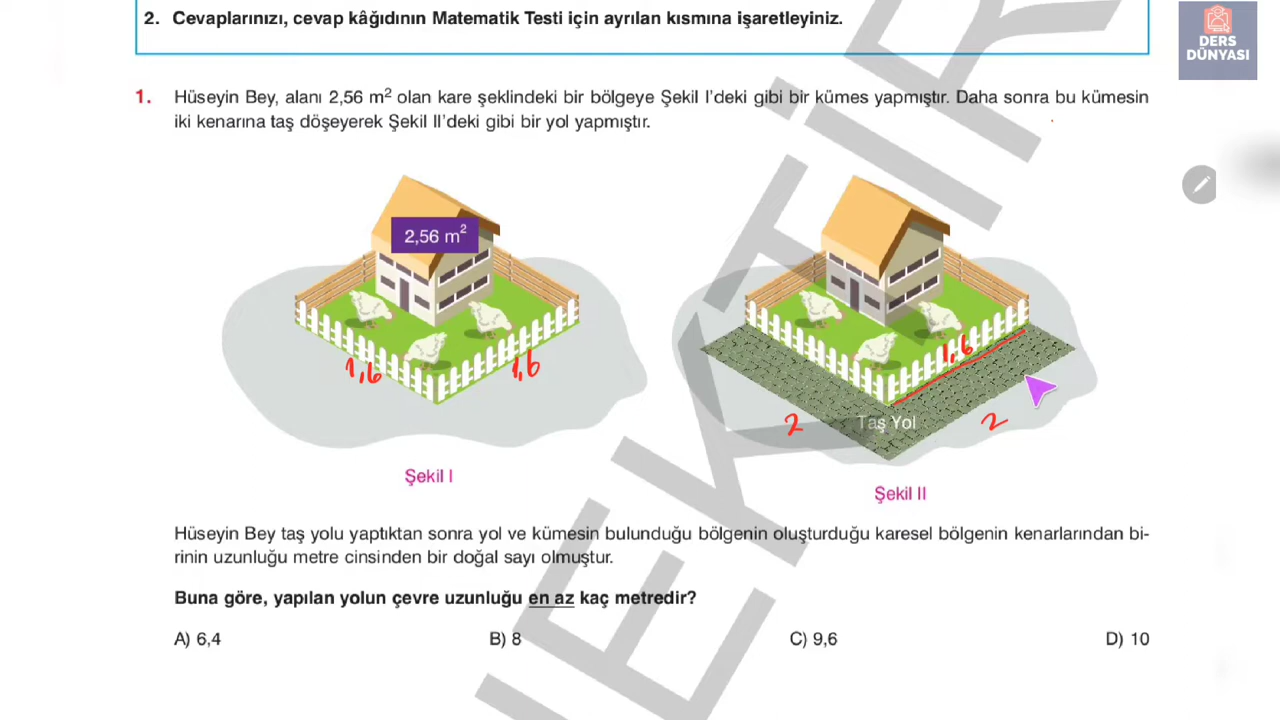 2. Cevaplarınızı, cevap kâğıdının Matematik Testi için ayrılan kısmına işaretleyiniz.
DERS
DÜNYASI
1. Hüseyin Bey, alanı 2,56 m² olan kare şeklindeki bir bölgeye Şekil I'deki gibi bir kümes yapmıştır. Daha sonra bu kümesin
iki kenarına taş döşeyerek Şekil II'deki gibi bir yol yapmıştır.
2,56 m²
1,6 1,6
1,6
2 Taş Yol 2
Şekil I
Şekil II
Hüseyin Bey taş yolu yaptıktan sonra yol ve kümesin bulunduğu bölgenin oluşturduğu karesel bölgenin kenarlarından bi-
rinin uzunluğu metre cinsinden bir doğal sayı olmuştur.
Buna göre, yapılan yolun çevre uzunluğu en az kaç metredir?
A) 6,4 B) 8 C) 9,6 D) 10